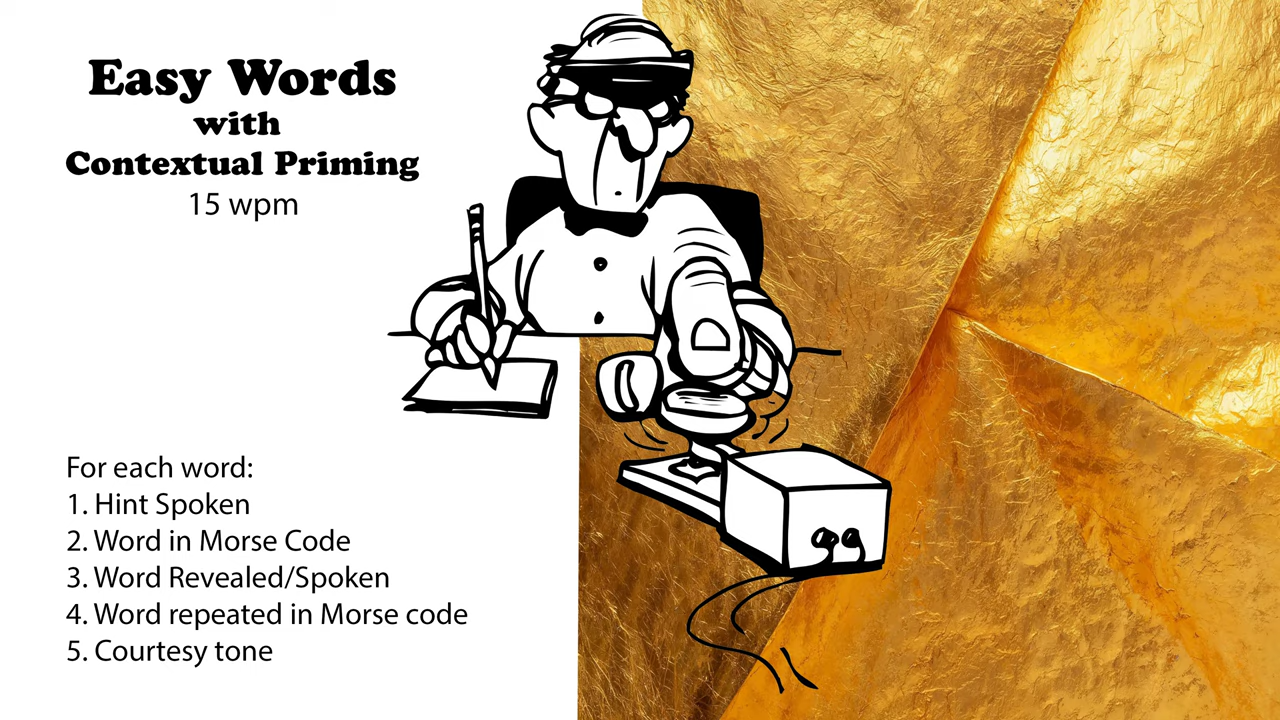 Easy Words
with
Contextual Priming
15 wpm
For each word:
1. Hint Spoken
2. Word in Morse Code
3. Word Revealed/Spoken
4. Word repeated in Morse code
5. Courtesy tone